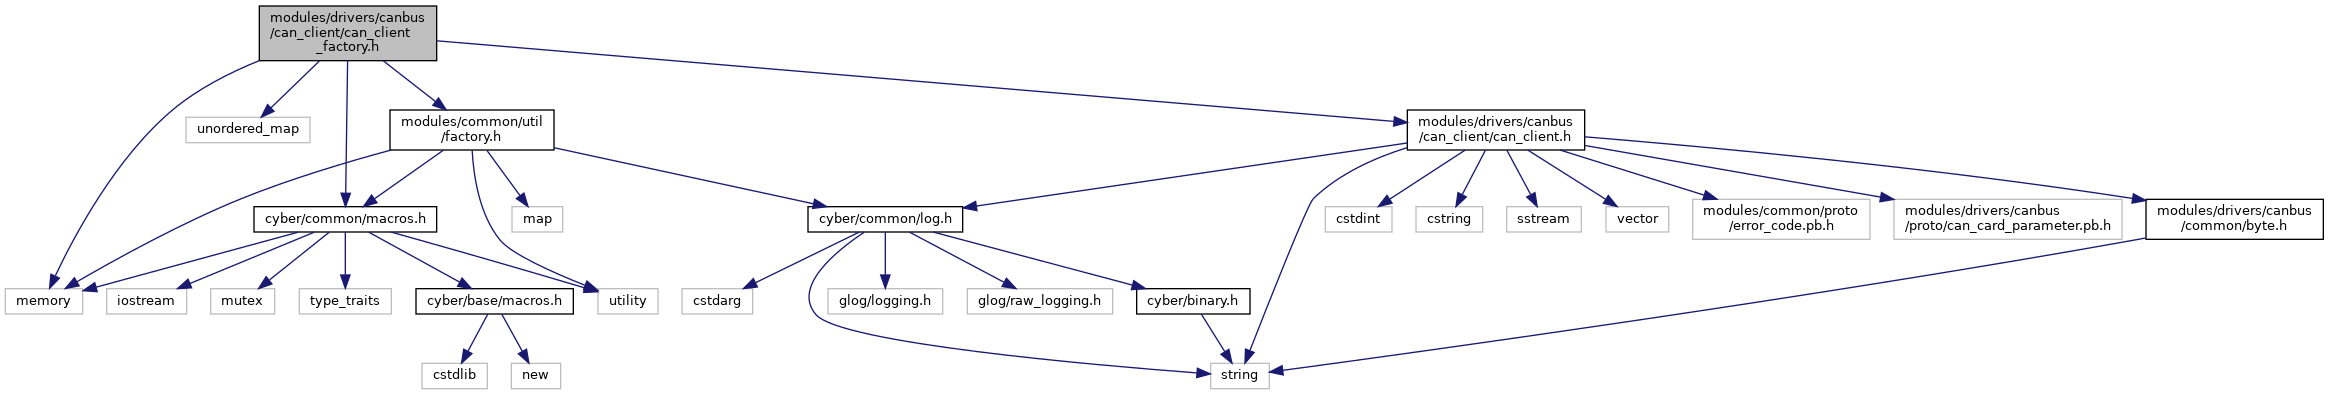 modules/drivers/canbus
/can_client/can_client
_factory.h
unordered_map
modules/common/util
/factory.h
modules/drivers/canbus
/can_client/can_client.h
cyber/common/macros.h
map
cyber/common/log.h
cstdint
cstring
sstream
vector
modules/common/proto
/error_code.pb.h
modules/drivers/canbus
/proto/can_card_parameter.pb.h
modules/drivers/canbus
/common/byte.h
memory
iostream
mutex
type_traits
cyber/base/macros.h
utility
cstdarg
glog/logging.h
glog/raw_logging.h
cyber/binary.h
cstdlib
new
string